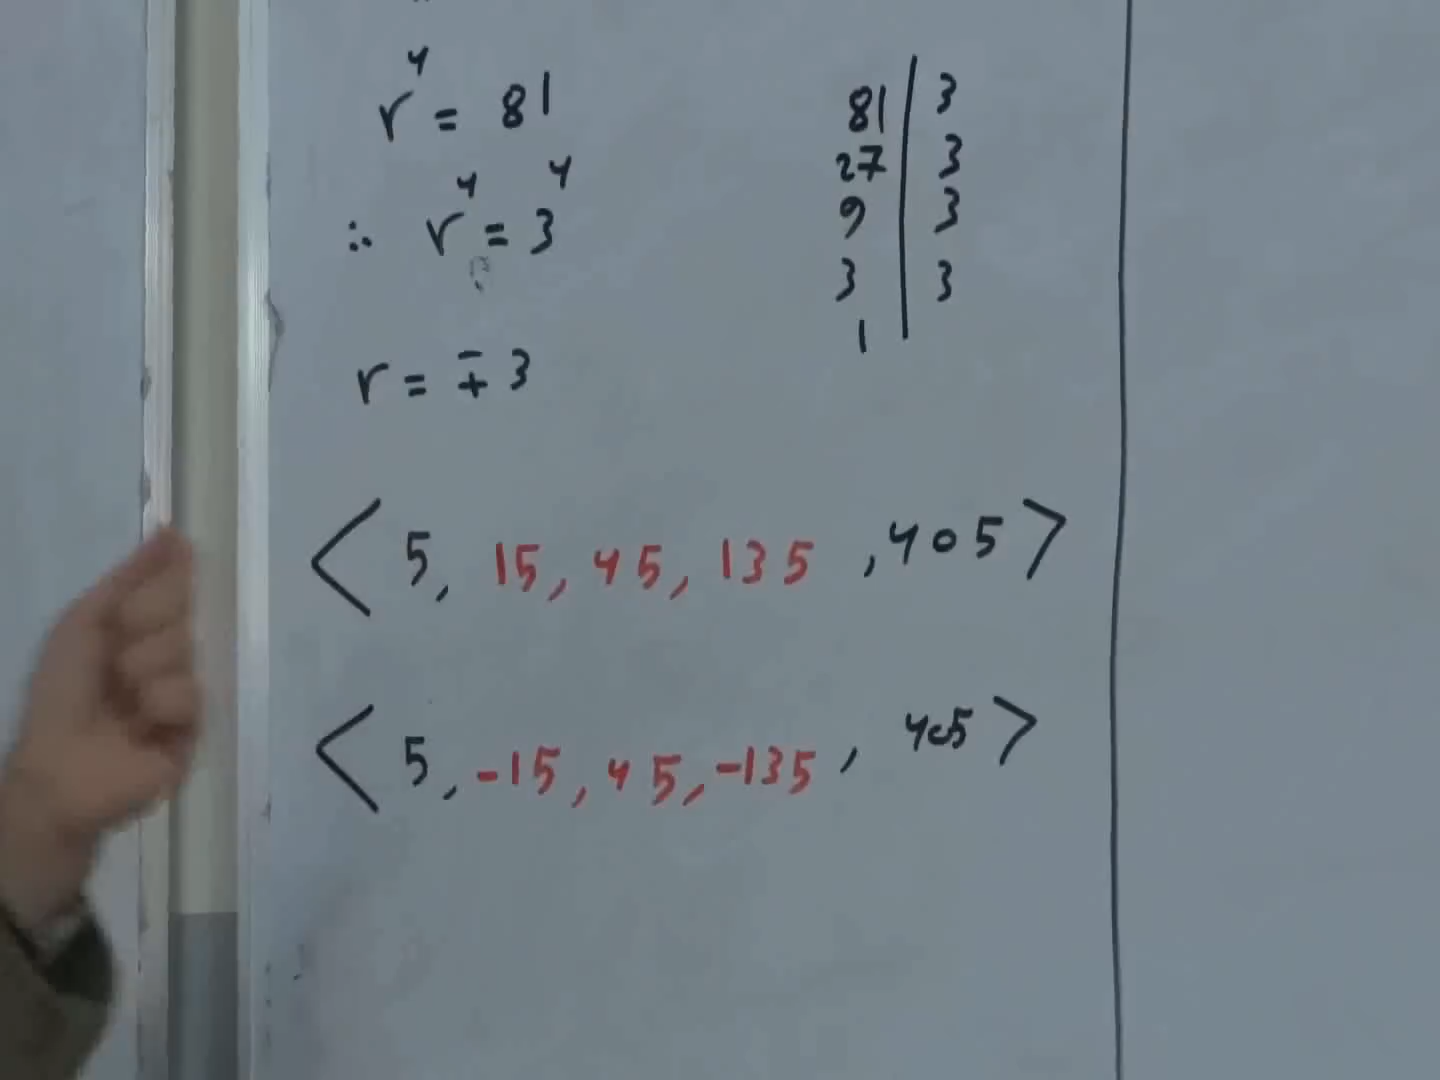 r⁴ = 81
∴ r⁴ = 3⁴
r = ∓ 3
81 | 3
27 | 3
9 | 3
3 | 3
1
< 5, 15, 45, 135 , 405 >
< 5, -15, 45, -135 , 405 >